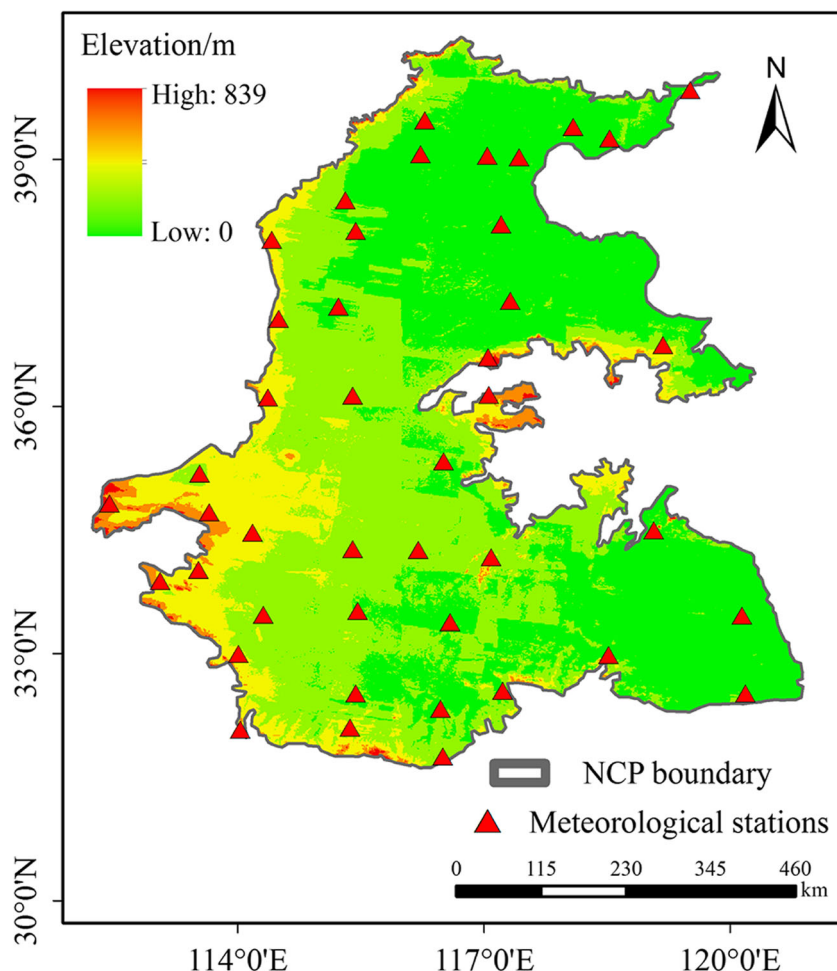 Elevation/m
High: 839
Low: 0
N
39°0'N
36°0'N
33°0'N
30°0'N
NCP boundary
Meteorological stations
0 115 230 345 460
km
114°0'E 117°0'E 120°0'E